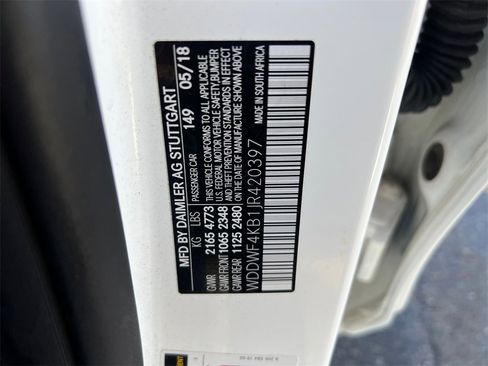 MFD BY DAIMLER AG STUTTGART
KG LBS PASSENGER CAR 149 05/18
GVWR 2165 4773 THIS VEHICLE CONFORMS TO ALL APPLICABLE
U.S. FEDERAL MOTOR VEHICLE SAFETY, BUMPER
GAWR FRONT 1065 2348 AND THEFT PREVENTION STANDARDS IN EFFECT
GAWR REAR 1125 2480 ON THE DATE OF MANUFACTURE SHOWN ABOVE
WDDWF4KB1JR420397 MADE IN SOUTH AFRICA